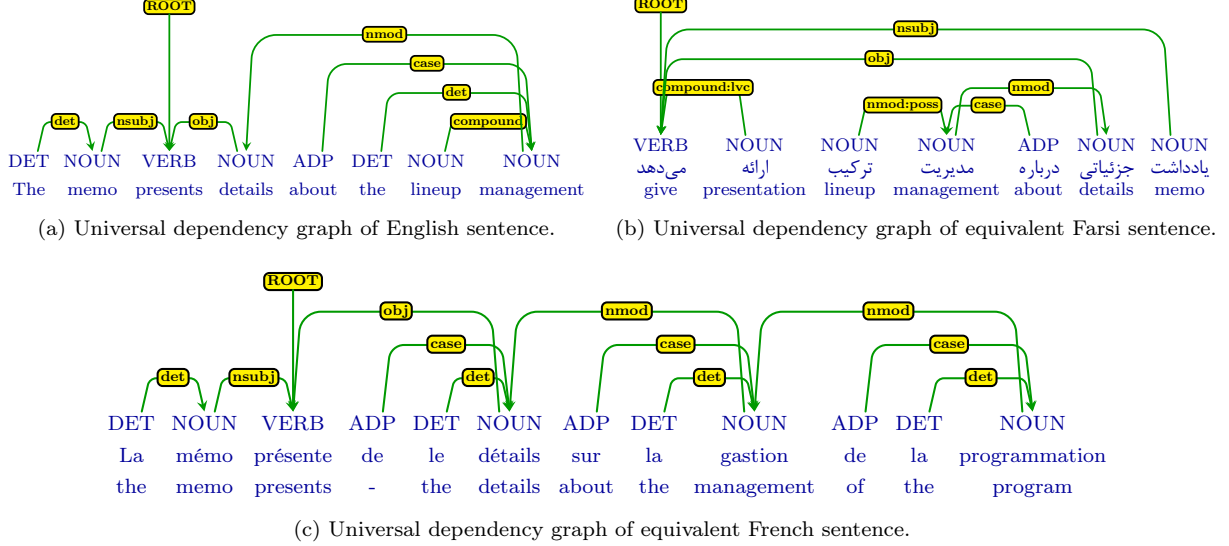 ROOT
nmod
case
det
det nsubj obj compound
DET NOUN VERB NOUN ADP DET NOUN NOUN
The memo presents details about the lineup management
(a) Universal dependency graph of English sentence.
ROOT
nsubj
obj
compound:lvc nmod
nmod:poss case
VERB NOUN NOUN NOUN ADP NOUN NOUN
می‌دهد ارائه ترکیب مدیریت درباره جزئیاتی یادداشت
give presentation lineup management about details memo
(b) Universal dependency graph of equivalent Farsi sentence.
ROOT
obj nmod nmod
case case case
det nsubj det det det
DET NOUN VERB ADP DET NOUN ADP DET NOUN ADP DET NOUN
La mémo présente de le détails sur la gastion de la programmation
the memo presents - the details about the management of the program
(c) Universal dependency graph of equivalent French sentence.